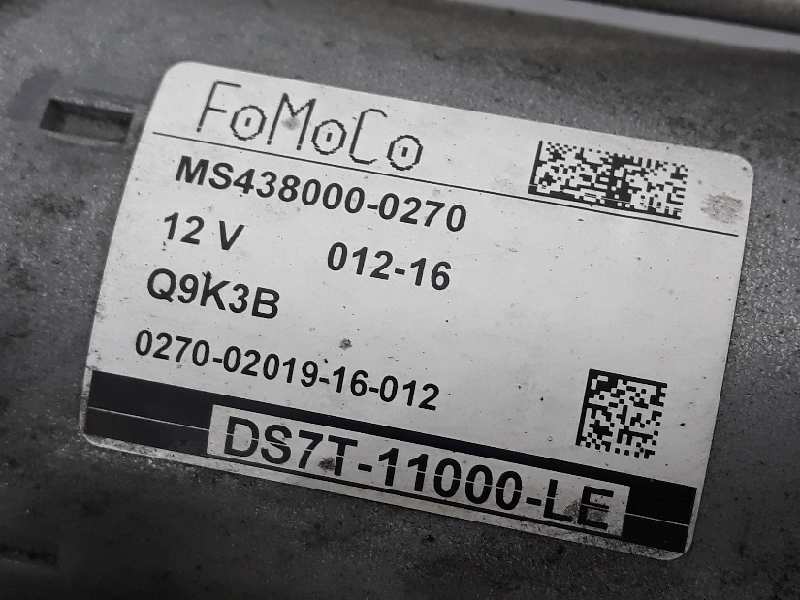 FoMoCo
MS438000-0270
12 V 012-16
Q9K3B
0270-02019-16-012
DS7T-11000-LE